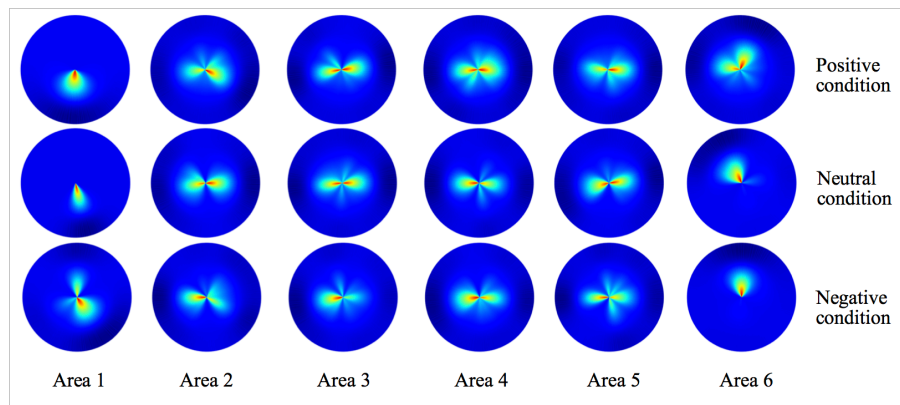 Positive
condition
Neutral
condition
Negative
condition
Area 1 Area 2 Area 3 Area 4 Area 5 Area 6